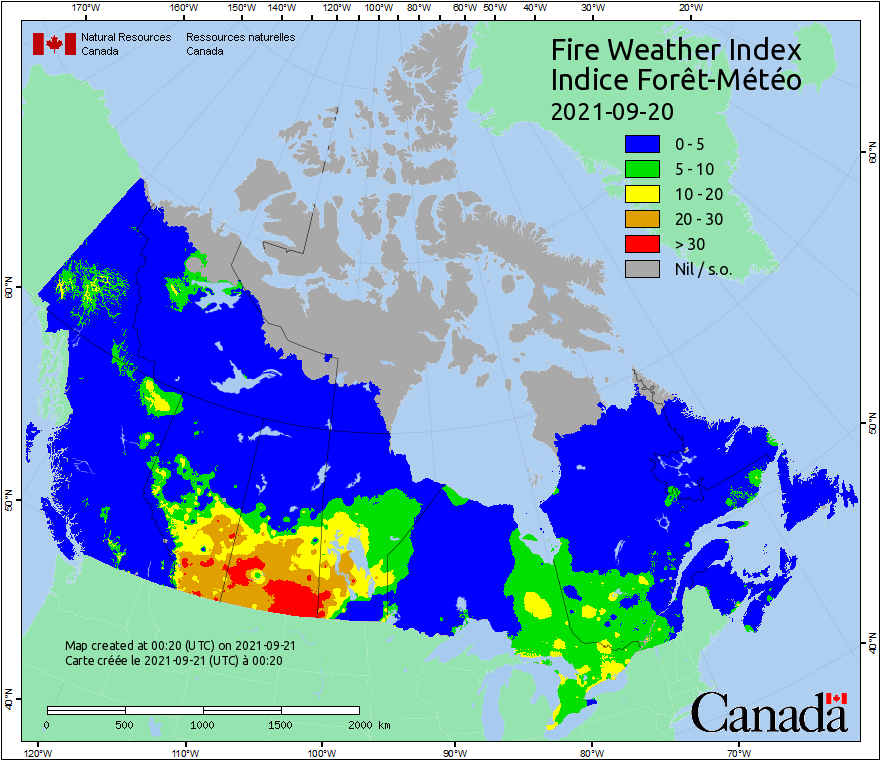 170°W 160°W 150°W 140°W 130°W 120°W 110°W 100°W 90°W 80°W 70°W 60°W 50°W 40°W 30°W 20°W
Natural Resources Ressources naturelles
Canada Canada
Fire Weather Index
Indice Forêt-Météo
2021-09-20
0 - 5
5 - 10
10 - 20
20 - 30
> 30
Nil / s.o.
60°N
60°N
50°N
50°N
40°N
40°N
Map created at 00:20 (UTC) on 2021-09-21
Carte créée le 2021-09-21 (UTC) à 00:20
0 500 1000 1500 2000 km
Canada
120°W 110°W 100°W 90°W 80°W 70°W